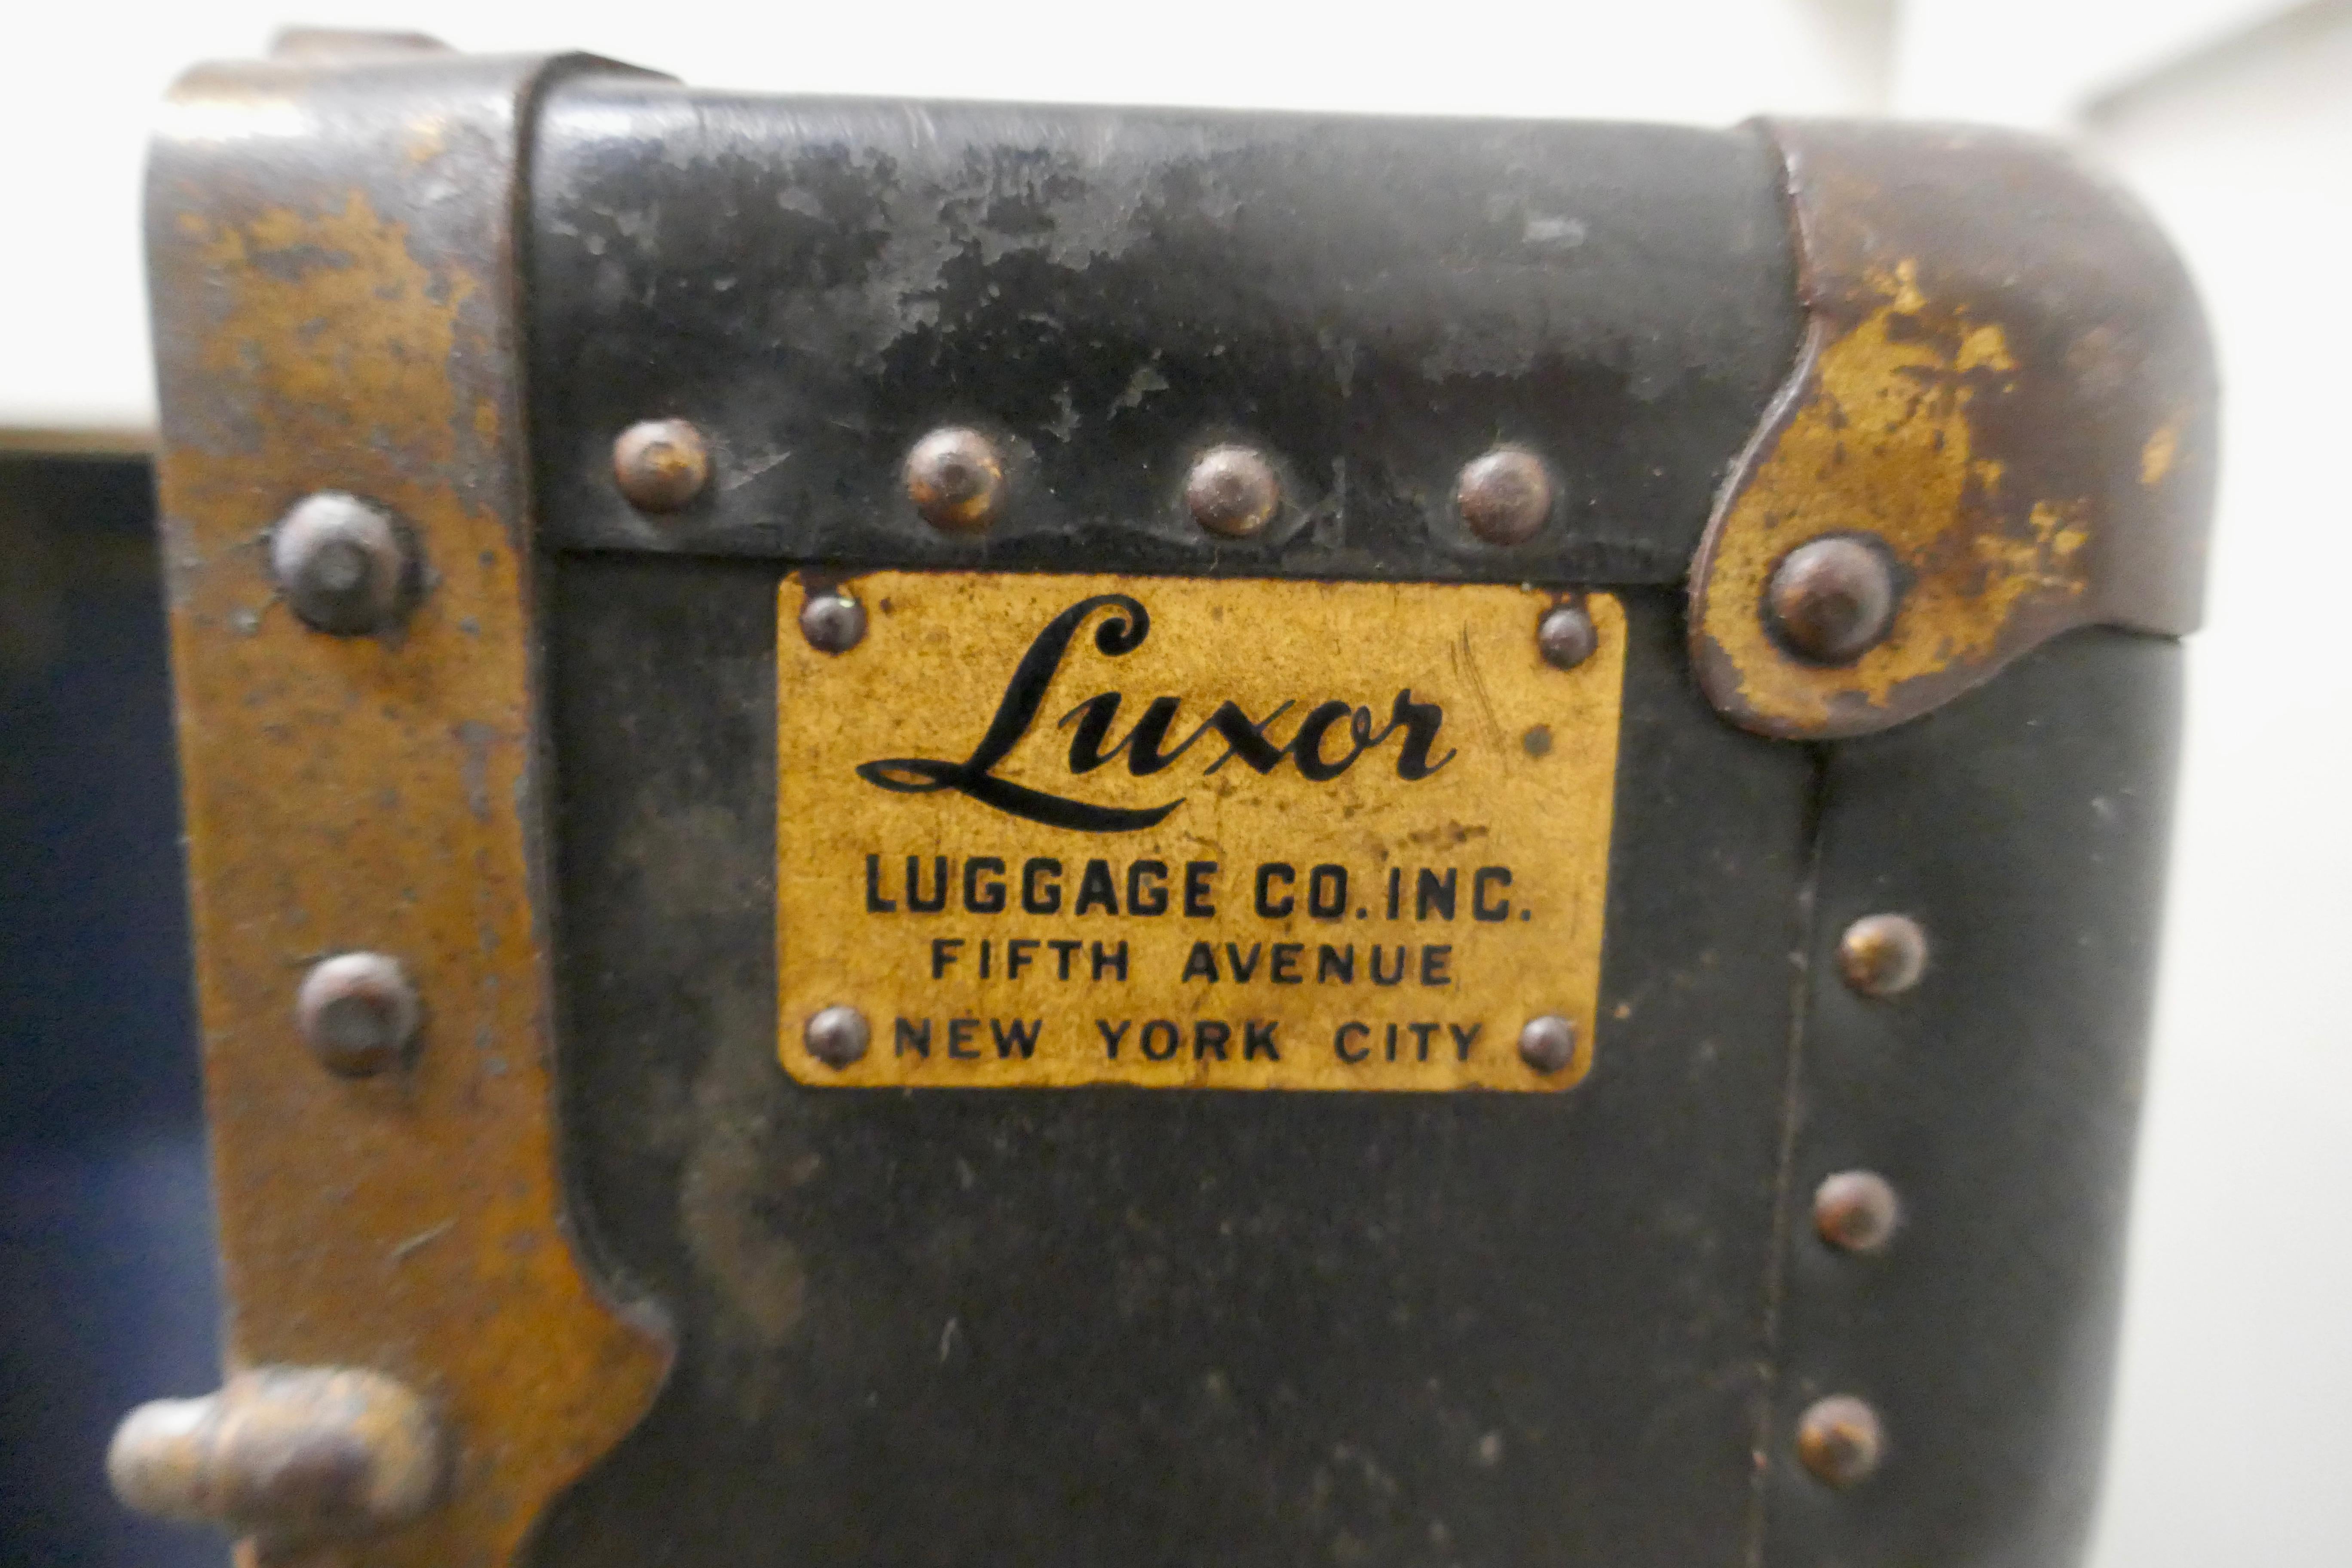 Luxor
LUGGAGE CO. INC.
FIFTH AVENUE
NEW YORK CITY